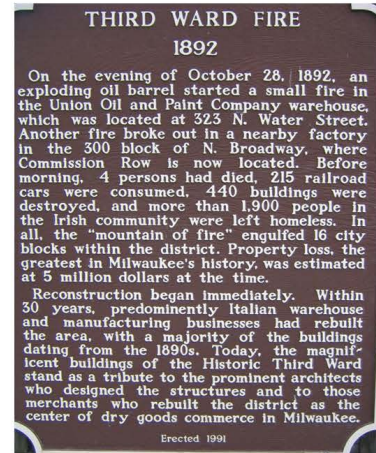 THIRD WARD FIRE
1892
On the evening of October 28, 1892, an
exploding oil barrel started a small fire in
the Union Oil and Paint Company warehouse,
which was located at 323 N. Water Street.
Another fire broke out in a nearby factory
in the 300 block of N. Broadway, where
Commission Row is now located. Before
morning, 4 persons had died, 215 railroad
cars were consumed, 440 buildings were
destroyed, and more than 1,900 people in
the Irish community were left homeless. In
all, the "mountain of fire" engulfed 16 city
blocks within the district. Property loss, the
greatest in Milwaukee's history, was estimated
at 5 million dollars at the time.
Reconstruction began immediately. Within
30 years, predominently Italian warehouse
and manufacturing businesses had rebuilt
the area, with a majority of the buildings
dating from the 1890s. Today, the magnif-
icent buildings of the Historic Third Ward
stand as a tribute to the prominent architects
who designed the structures and to those
merchants who rebuilt the district as the
center of dry goods commerce in Milwaukee.
Erected 1991